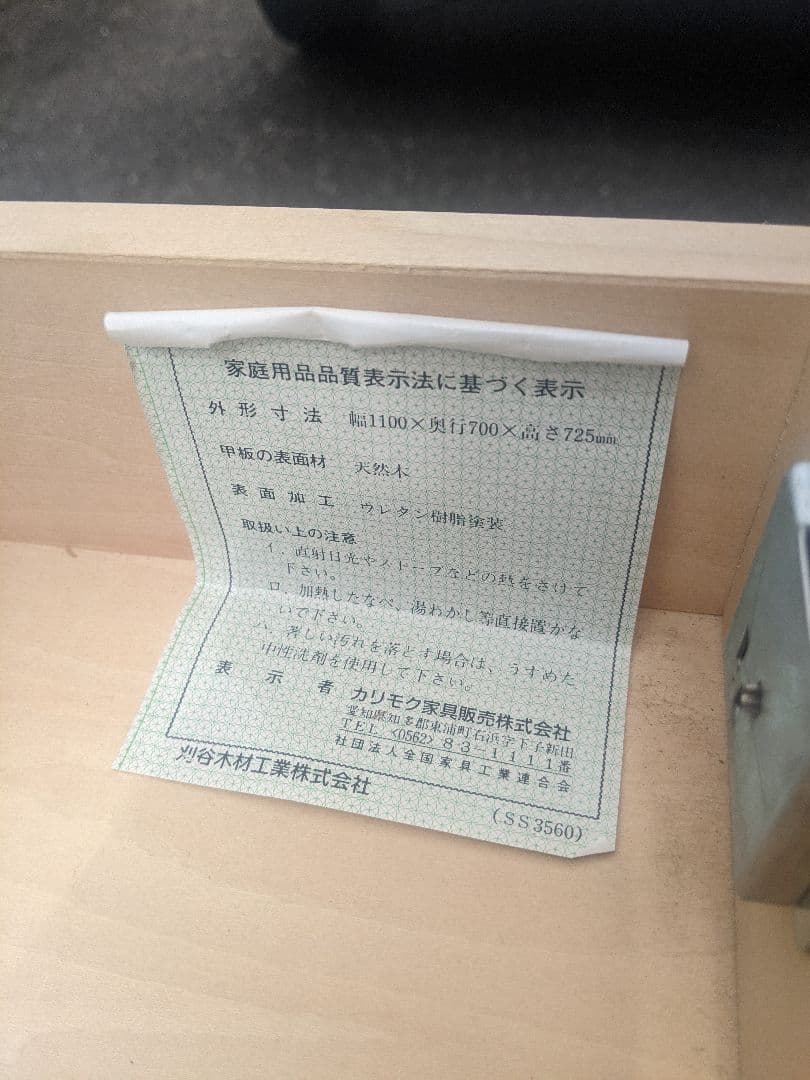 家庭用品品質表示法に基づく表示
外形寸法 幅1100×奥行700×高さ725㎜
甲板の表面材 天然木
表面加工 ウレタン樹脂塗装
取扱い上の注意
イ、直射日光やストーブなどの熱をさけて
下さい。
ロ、加熱したなべ、湯わかし等直接置かな
いで下さい。
ハ、著しい汚れを落とす場合は、うすめた
中性洗剤を使用して下さい。
表示者 カリモク家具販売株式会社
愛知県知多郡東浦町石浜字下子新田
TEL〈0562〉83-1111番
社団法人全国家具工業連合会
刈谷木材工業株式会社
(SS3560)